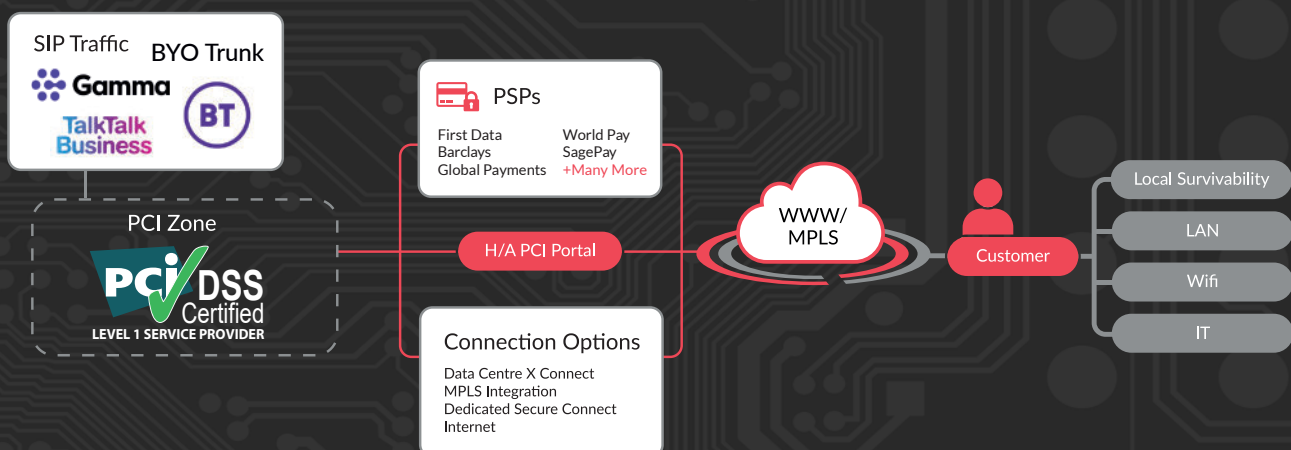 SIP Traffic
BYO Trunk
Gamma
TalkTalk
Business
BT
PCI Zone
PCi DSS
Certified
LEVEL 1 SERVICE PROVIDER
PSPs
First Data
Barclays
Global Payments
World Pay
SagePay
+Many More
H/A PCI Portal
Connection Options
Data Centre X Connect
MPLS Integration
Dedicated Secure Connect
Internet
WWW/
MPLS
Customer
Local Survivability
LAN
Wifi
IT